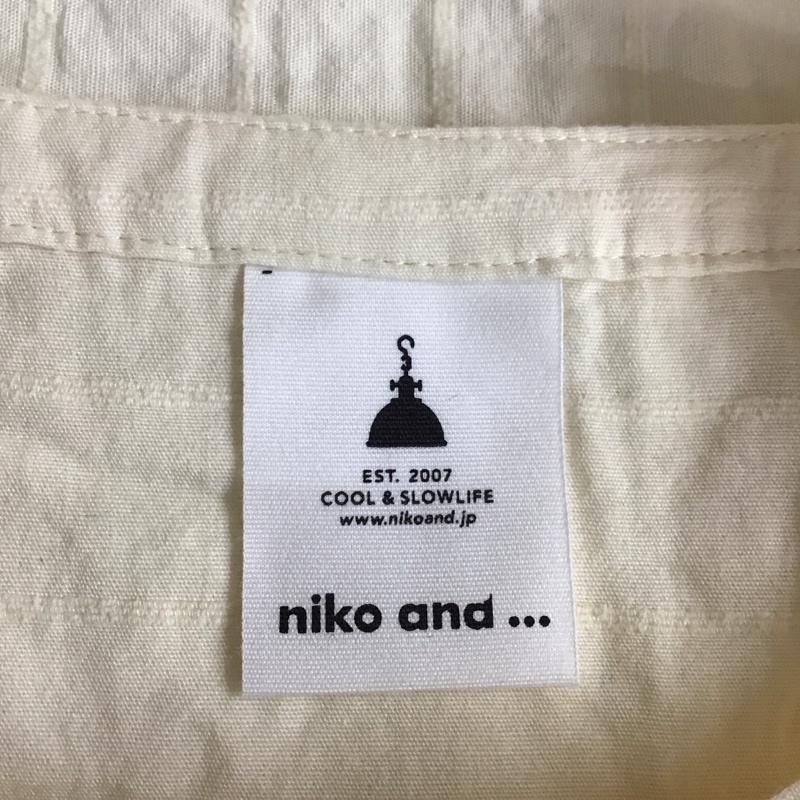 EST. 2007
COOL & SLOWLIFE
www.nikoand.jp
niko and ...